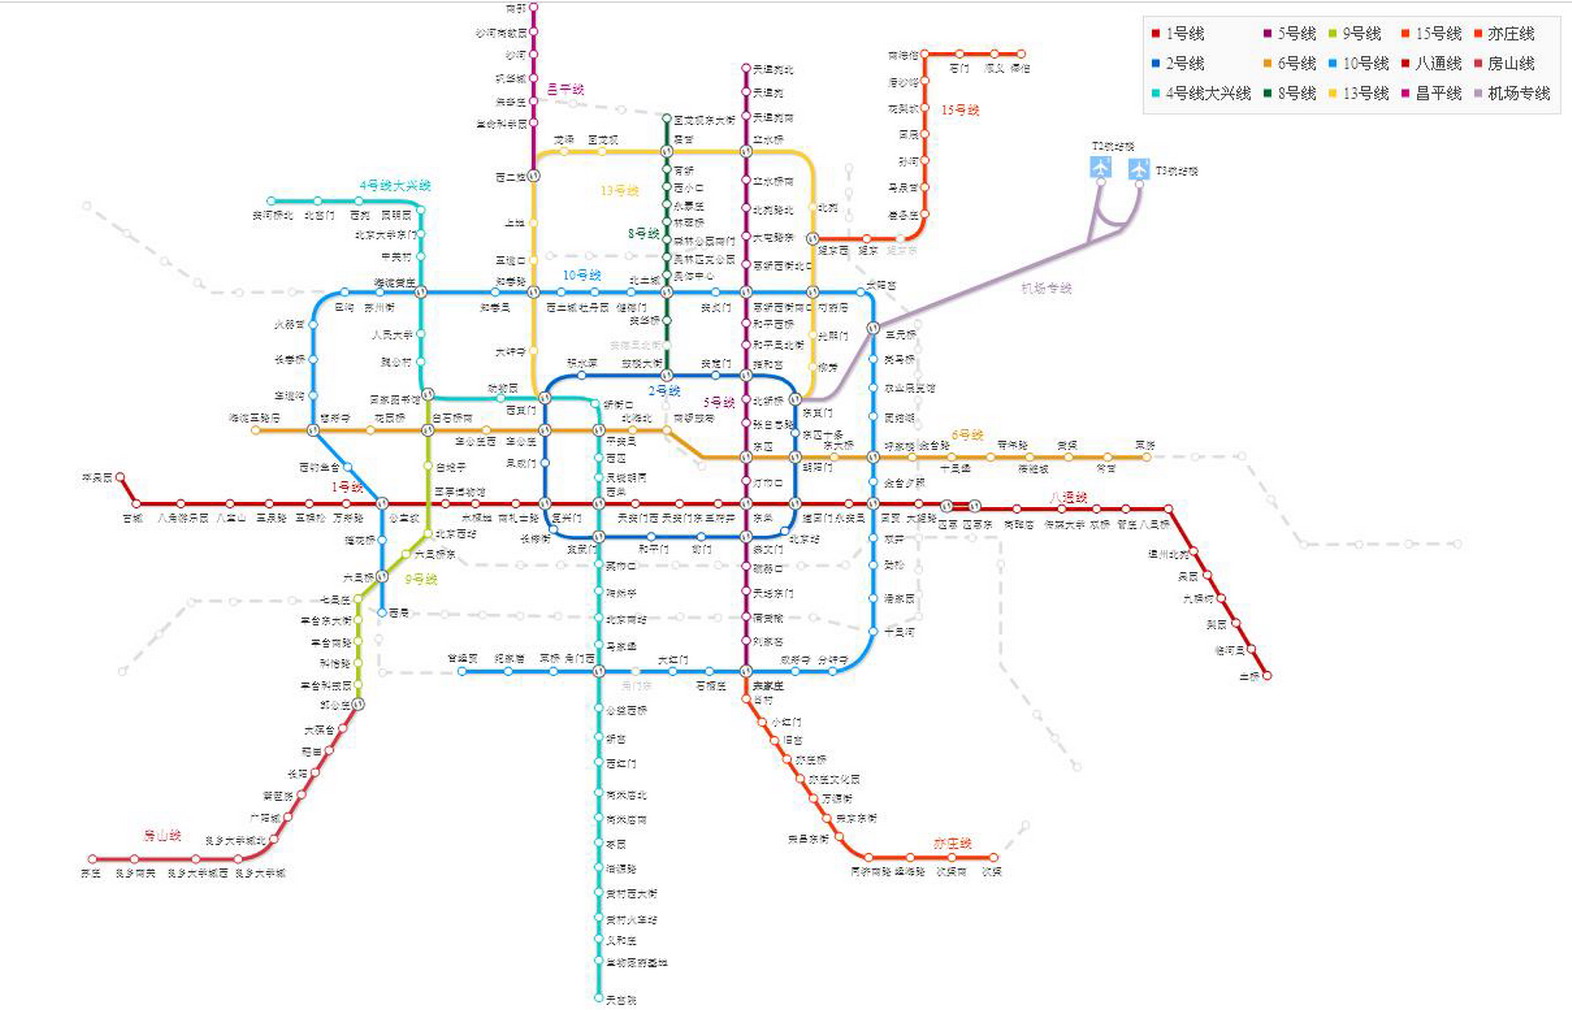 1号线
5号线
9号线
15号线
亦庄线
2号线
6号线
10号线
八通线
房山线
4号线大兴线
8号线
13号线
昌平线
机场专线
南邵
沙河高教园
沙河
昌平线
生命科学园
西二旗
龙泽
回龙观
13号线
上地
五道口
知春路
大钟寺
天通苑北
天通苑
天通苑南
立水桥
立水桥南
北苑路北
大屯路东
惠新西街北口
惠新西街南口
和平西桥
和平里北街
雍和宫
北新桥
张自忠路
东四
灯市口
东单
崇文门
磁器口
天坛东门
蒲黄榆
刘家窑
宋家庄
5号线
回龙观东大街
霍营
育新
西小口
永泰庄
林萃桥
森林公园南门
奥林匹克公园
奥体中心
北土城
安华桥
安德里北街
鼓楼大街
8号线
石门
顺义
俸伯
花梨坎
国展
孙河
马泉营
崔各庄
15号线
望京西
望京
望京东
T2航站楼
T3航站楼
机场专线
三元桥
东直门
北苑
芍药居
光熙门
柳芳
4号线大兴线
安河桥北
北宫门
西苑
圆明园
北京大学东门
中关村
海淀黄庄
人民大学
魏公村
国家图书馆
动物园
西直门
新街口
平安里
西四
灵境胡同
西单
宣武门
菜市口
陶然亭
北京南站
马家堡
角门西
公益西桥
新宫
西红门
高米店北
高米店南
枣园
清源路
黄村西大街
黄村火车站
义和庄
生物医药基地
天宫院
10号线
火器营
长春桥
车道沟
慈寿寺
西钓鱼台
公主坟
莲花桥
六里桥
西局
巴沟
苏州街
知春里
西土城
牡丹园
健德门
安贞门
太阳宫
亮马桥
农业展览馆
团结湖
呼家楼
金台夕照
国贸
双井
劲松
潘家园
十里河
分钟寺
成寿寺
石榴庄
大红门
角门东
草桥
纪家庙
首经贸
2号线
积水潭
安定门
东四十条
朝阳门
建国门
北京站
前门
和平门
长椿街
复兴门
阜成门
车公庄
6号线
海淀五路居
花园桥
白石桥南
车公庄西
北海北
南锣鼓巷
东大桥
金台路
十里堡
青年路
褡裢坡
黄渠
常营
草房
1号线
苹果园
古城
八角游乐园
八宝山
玉泉路
五棵松
万寿路
军事博物馆
木樨地
南礼士路
天安门西
天安门东
王府井
永安里
大望路
四惠
四惠东
八通线
高碑店
传媒大学
双桥
管庄
八里桥
通州北苑
果园
九棵树
梨园
临河里
土桥
9号线
白堆子
北京西站
六里桥东
七里庄
丰台东大街
丰台南路
科怡路
丰台科技园
郭公庄
房山线
大葆台
稻田
长阳
篱笆房
广阳城
良乡大学城北
良乡大学城
良乡大学城西
良乡南关
苏庄
亦庄线
肖村
小红门
旧宫
亦庄桥
亦庄文化园
万源街
荣京东街
荣昌东街
同济南路
经海路
次渠南
次渠